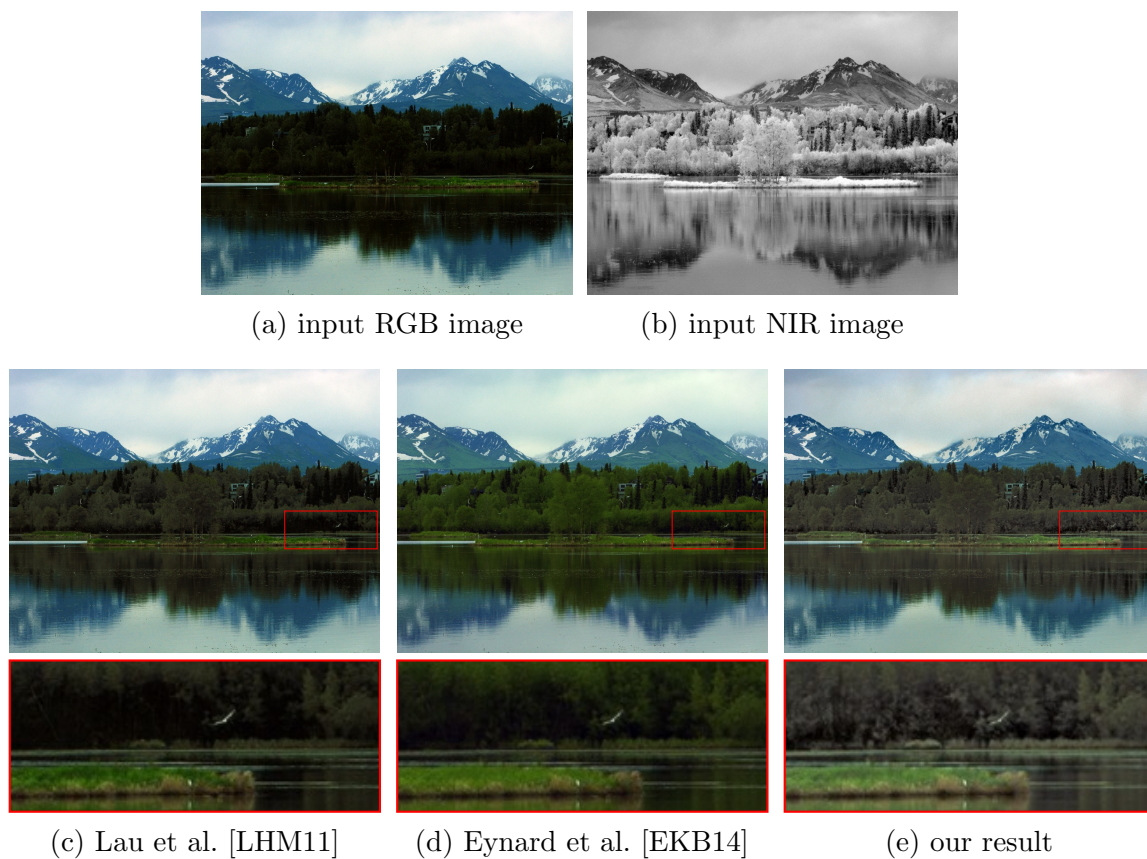 (a) input RGB image
(b) input NIR image
(c) Lau et al. [LHM11]
(d) Eynard et al. [EKB14]
(e) our result